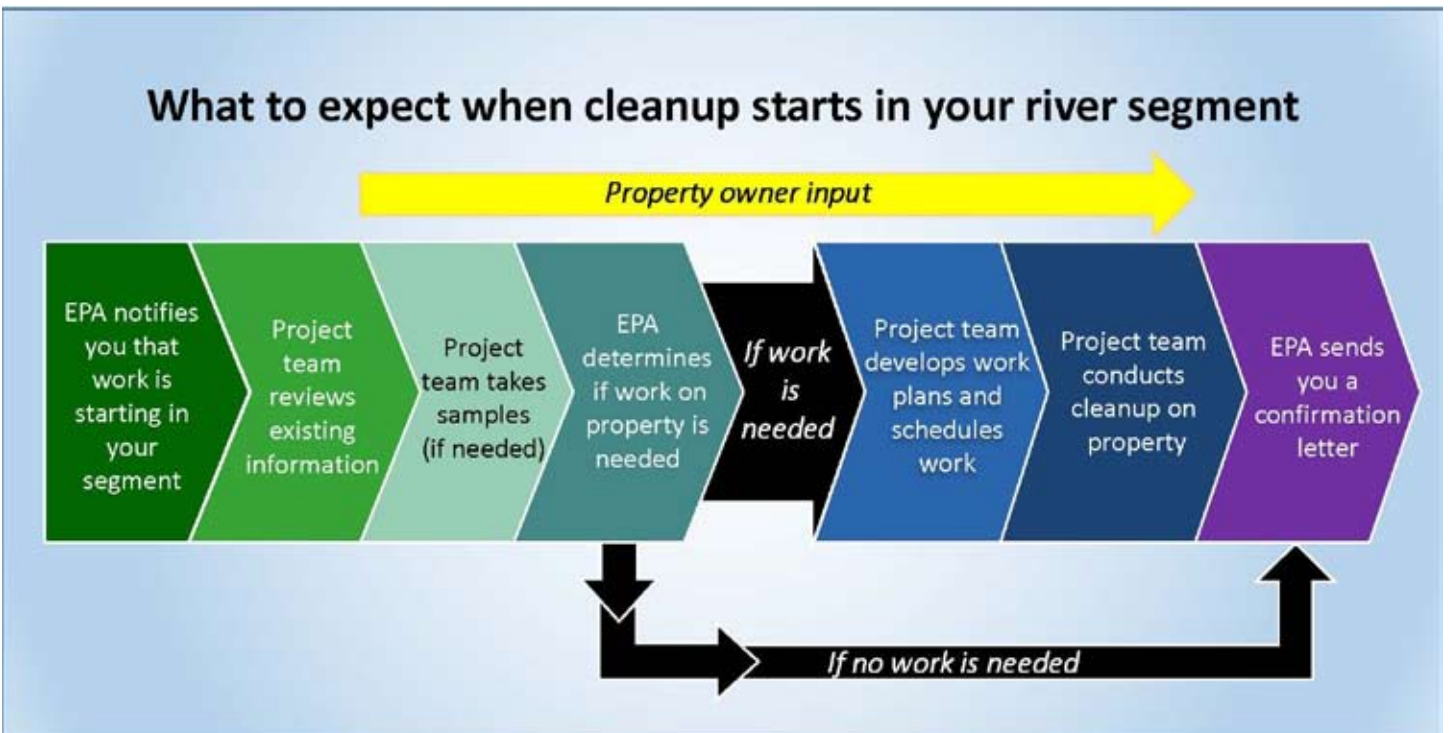 What to expect when cleanup starts in your river segment
Property owner input
EPA notifies
you that
work is
starting in
your
segment
Project
team
reviews
existing
information
Project
team takes
samples
(if needed)
EPA
determines
if work on
property is
needed
If work
is
needed
Project team
develops work
plans and
schedules
work
Project team
conducts
cleanup on
property
EPA sends
you a
confirmation
letter
If no work is needed